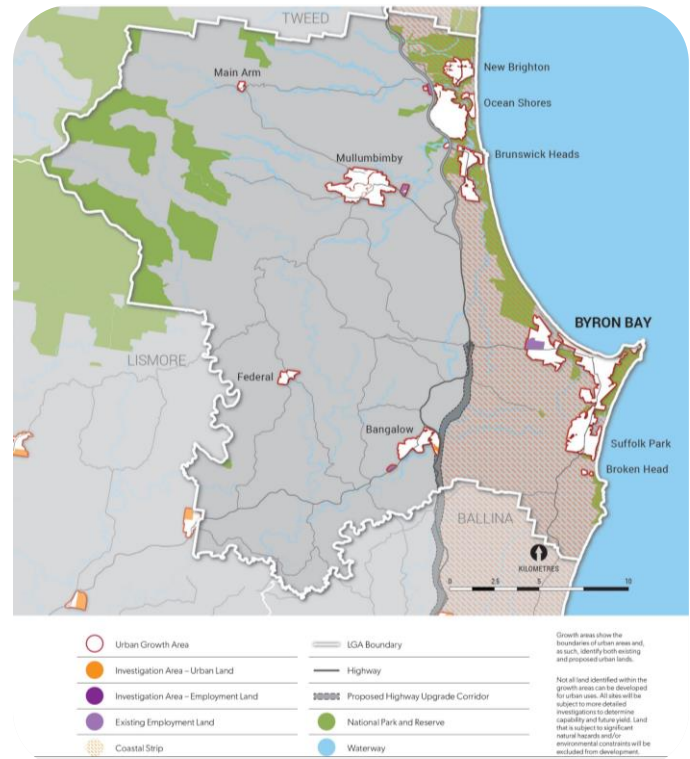 TWEED
Main Arm
New Brighton
Ocean Shores
Mullumbimby
Brunswick Heads
BYRON BAY
LISMORE
Federal
Bangalow
Suffolk Park
Broken Head
BALLINA
KILOMETRES
0 2.5 5 10
Urban Growth Area
Investigation Area – Urban Land
Investigation Area – Employment Land
Existing Employment Land
Coastal Strip
LGA Boundary
Highway
Proposed Highway Upgrade Corridor
National Park and Reserve
Waterway
Growth areas show the
boundaries of urban areas and,
as such, identify both existing
and proposed urban lands.
Not all land identified within the
growth areas can be developed
for urban uses. All sites will be
subject to more detailed
investigations to determine
capability and future yield. Land
that is subject to significant
natural hazards and/or
environmental constraints will be
excluded from development.